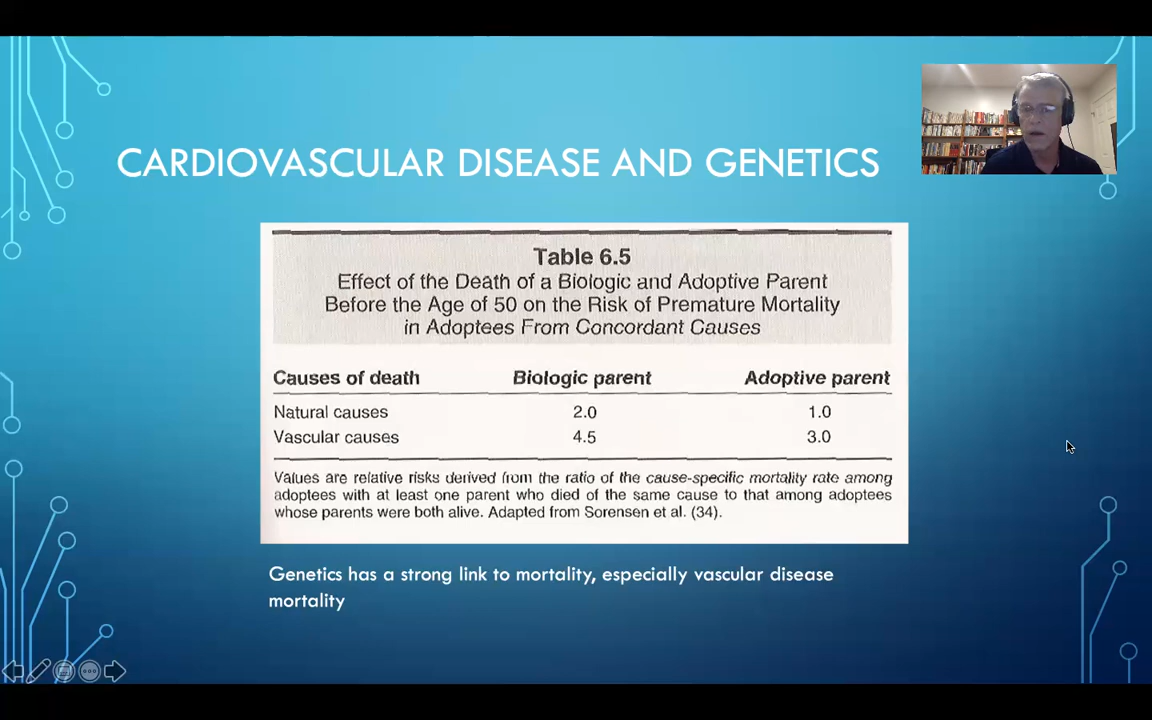 CARDIOVASCULAR DISEASE AND GENETICS
Table 6.5
Effect of the Death of a Biologic and Adoptive Parent
Before the Age of 50 on the Risk of Premature Mortality
in Adoptees From Concordant Causes
Causes of death Biologic parent Adoptive parent
Natural causes 2.0 1.0
Vascular causes 4.5 3.0
Values are relative risks derived from the ratio of the cause-specific mortality rate among
adoptees with at least one parent who died of the same cause to that among adoptees
whose parents were both alive. Adapted from Sorensen et al. (34).
Genetics has a strong link to mortality, especially vascular disease
mortality